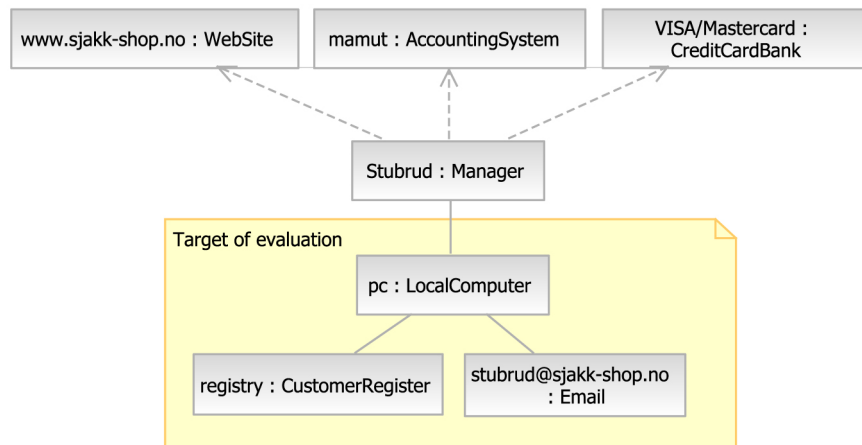 www.sjakk-shop.no : WebSite
mamut : AccountingSystem
VISA/Mastercard :
CreditCardBank
Stubrud : Manager
Target of evaluation
pc : LocalComputer
registry : CustomerRegister
stubrud@sjakk-shop.no
: Email